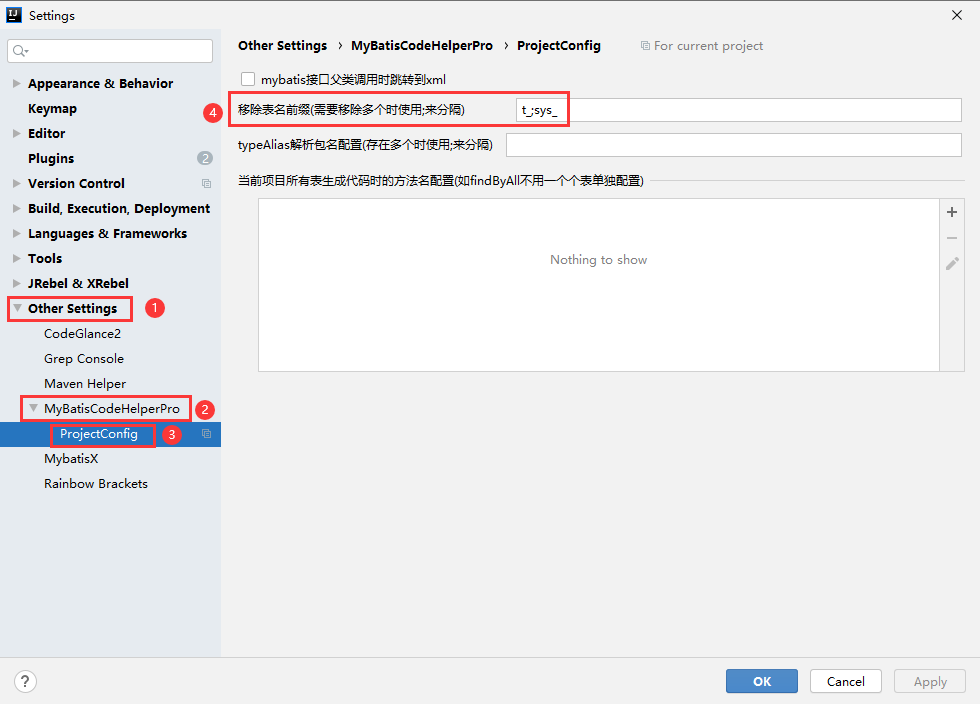 Settings
Appearance & Behavior
Keymap
Editor
Plugins 2
Version Control
Build, Execution, Deployment
Languages & Frameworks
Tools
JRebel & XRebel
Other Settings 1
CodeGlance2
Grep Console
Maven Helper
MyBatisCodeHelperPro 2
ProjectConfig 3
MybatisX
Rainbow Brackets
Other Settings › MyBatisCodeHelperPro › ProjectConfig For current project
mybatis接口父类调用时跳转到xml
4 移除表名前缀(需要移除多个时使用;来分隔) t_;sys_
typeAlias解析包名配置(存在多个时使用;来分隔)
当前项目所有表生成代码时的方法名配置(如findByAll不用一个个表单独配置)
Nothing to show
? OK Cancel Apply